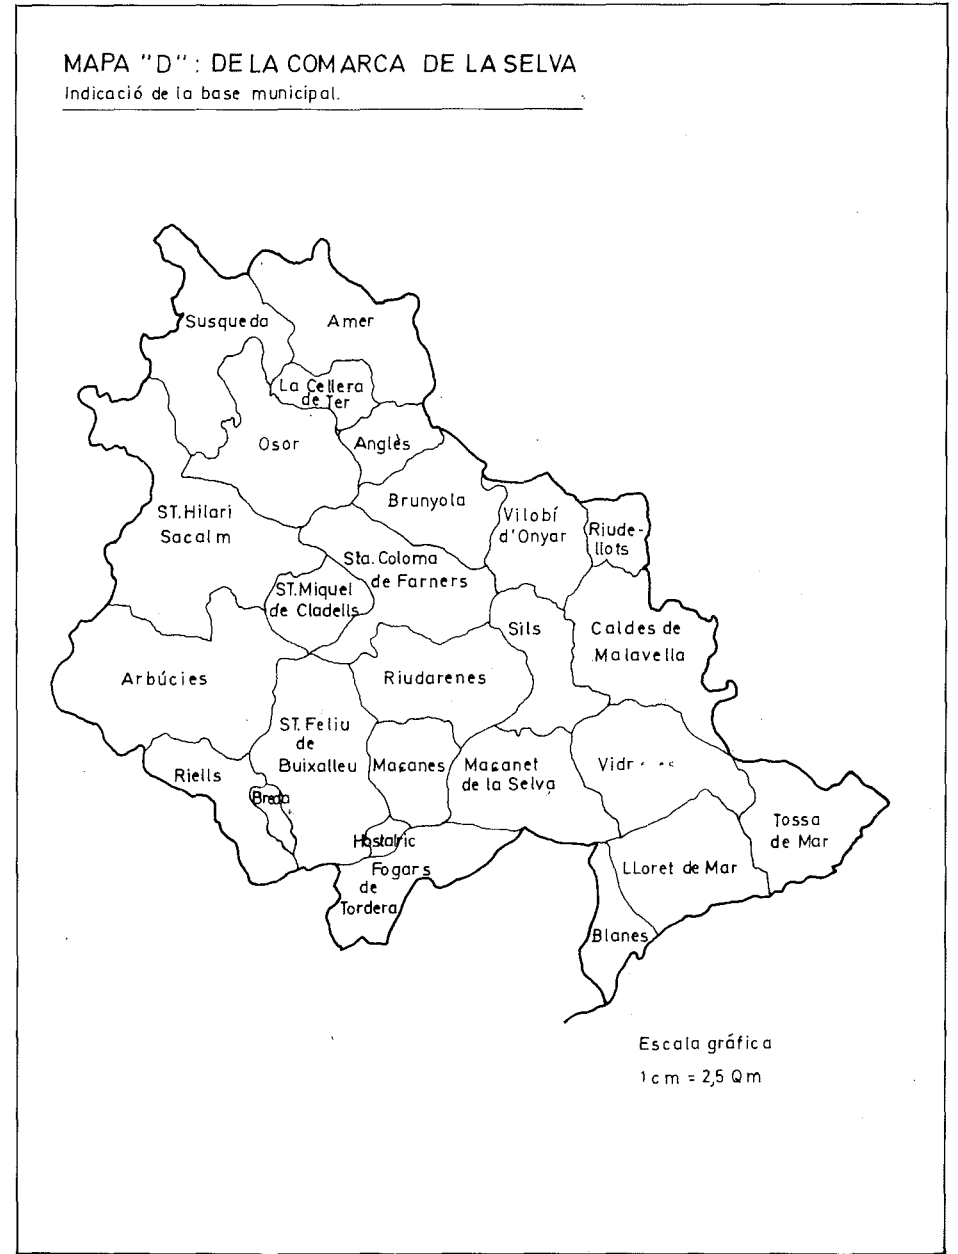 MAPA "D": DE LA COMARCA DE LA SELVA
Indicació de la base municipal.
Susqueda
Amer
La Cellera
de Ter
Osor
Anglès
Brunyola
ST. Hilari
Sacalm
Vilobí
d'Onyar
Riude-
llots
Sta. Coloma
de Farners
ST. Miquel
de Cladells
Sils
Caldes de
Malavella
Arbúcies
Riudarenes
ST. Feliu
de
Buixalleu
Riells
Breda
Maçanes
Maçanet
de la Selva
Tossa
de Mar
Hostalric
Fogars
de
Tordera
LLoret de Mar
Blanes
Escala gráfica
1 cm = 2,5 Qm